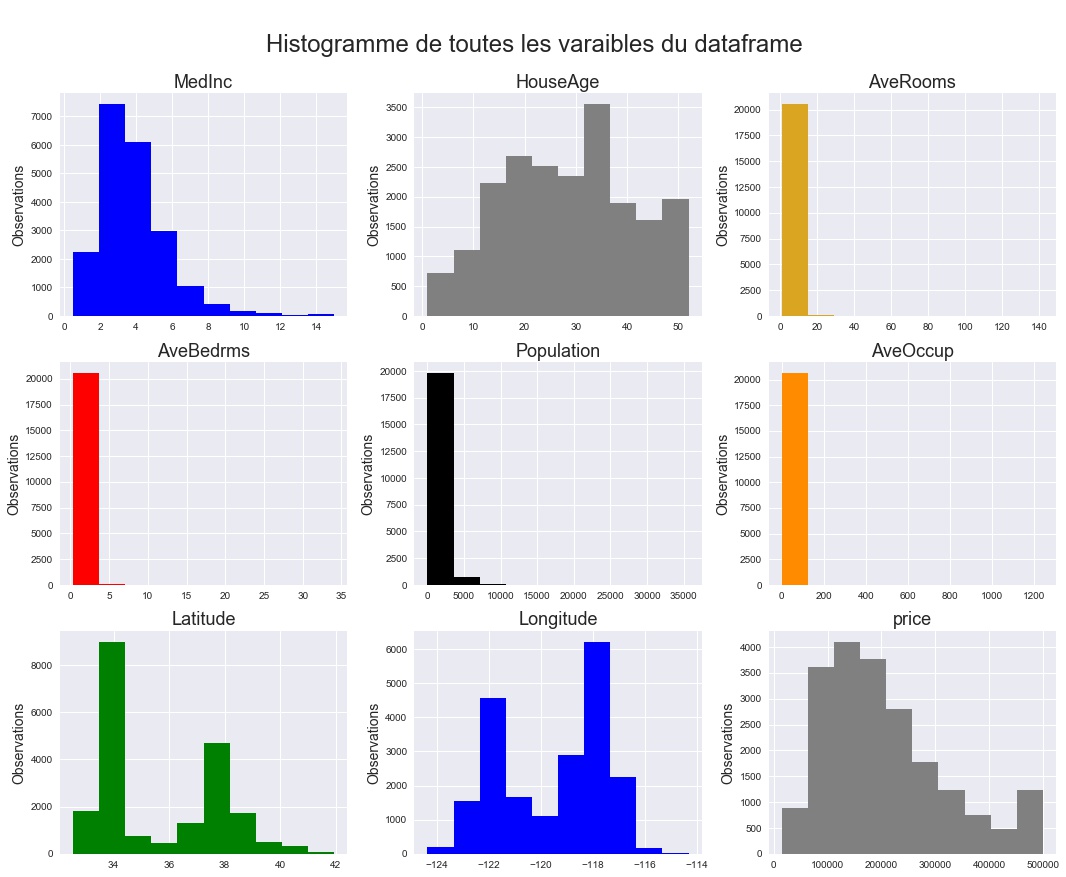 Histogramme de toutes les varaibles du dataframe
MedInc
HouseAge
AveRooms
Observations
7000
6000
5000
4000
3000
2000
1000
0
0 2 4 6 8 10 12 14
Observations
3500
3000
2500
2000
1500
1000
500
0
0 10 20 30 40 50
Observations
20000
17500
15000
12500
10000
7500
5000
2500
0
0 20 40 60 80 100 120 140
AveBedrms
Population
AveOccup
Observations
20000
17500
15000
12500
10000
7500
5000
2500
0
0 5 10 15 20 25 30 35
Observations
20000
17500
15000
12500
10000
7500
5000
2500
0
0 5000 10000 15000 20000 25000 30000 35000
Observations
20000
17500
15000
12500
10000
7500
5000
2500
0
0 200 400 600 800 1000 1200
Latitude
Longitude
price
Observations
8000
6000
4000
2000
0
34 36 38 40 42
Observations
6000
5000
4000
3000
2000
1000
0
−124 −122 −120 −118 −116 −114
Observations
4000
3500
3000
2500
2000
1500
1000
500
0
0 100000 200000 300000 400000 500000